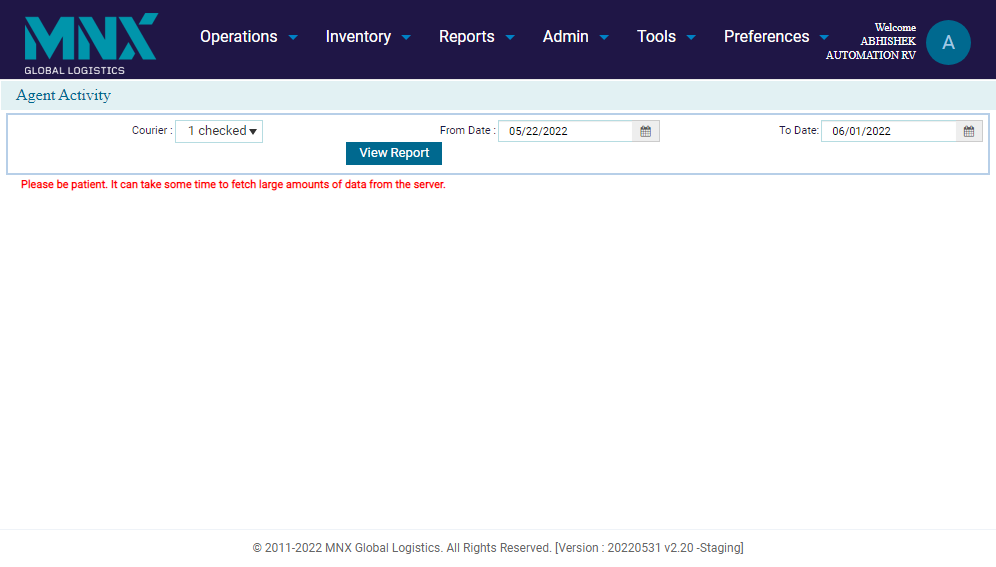 MNX
GLOBAL LOGISTICS
Operations Inventory Reports Admin Tools Preferences
Welcome
ABHISHEK
AUTOMATION RV
A
Agent Activity
Courier : 1 checked From Date : 05/22/2022 To Date: 06/01/2022
View Report
Please be patient. It can take some time to fetch large amounts of data from the server.
© 2011-2022 MNX Global Logistics. All Rights Reserved. [Version : 20220531 v2.20 -Staging]